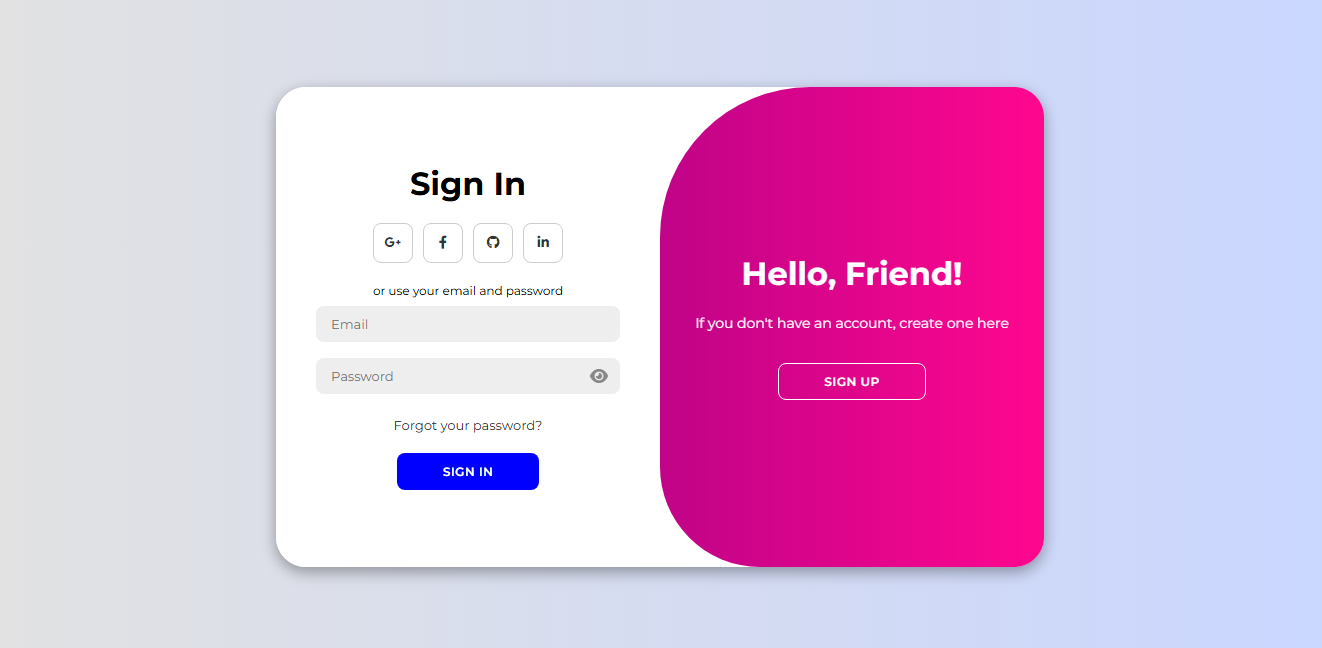 Sign In
G+
f
in
or use your email and password
Email
Password
Forgot your password?
SIGN IN
Hello, Friend!
If you don't have an account, create one here
SIGN UP